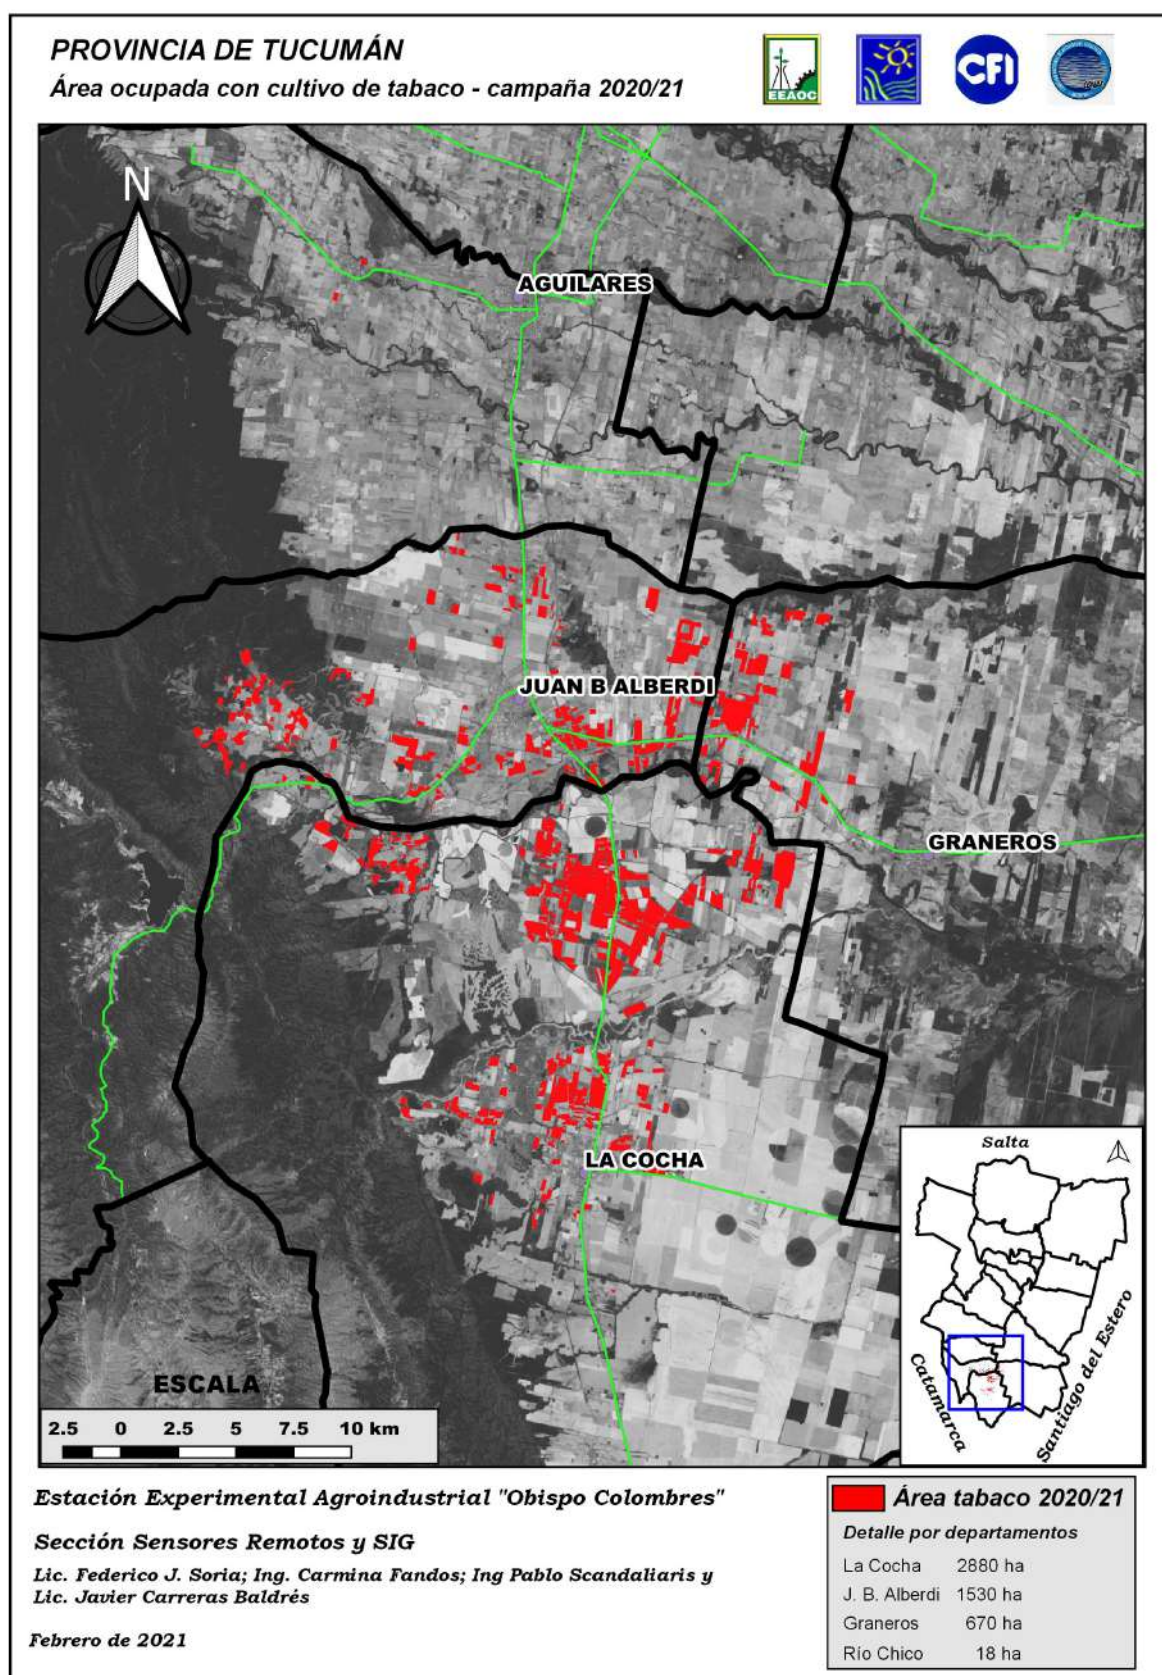 PROVINCIA DE TUCUMÁN
Área ocupada con cultivo de tabaco - campaña 2020/21
EEAOC
CFI
N
AGUILARES
JUAN B ALBERDI
GRANEROS
LA COCHA
Salta
Catamarca
Santiago del Estero
ESCALA
2.5 0 2.5 5 7.5 10 km
Estación Experimental Agroindustrial "Obispo Colombres"
Sección Sensores Remotos y SIG
Lic. Federico J. Soria; Ing. Carmina Fandos; Ing Pablo Scandaliaris y
Lic. Javier Carreras Baldrés
Febrero de 2021
Área tabaco 2020/21
Detalle por departamentos
La Cocha 2880 ha
J. B. Alberdi 1530 ha
Graneros 670 ha
Río Chico 18 ha